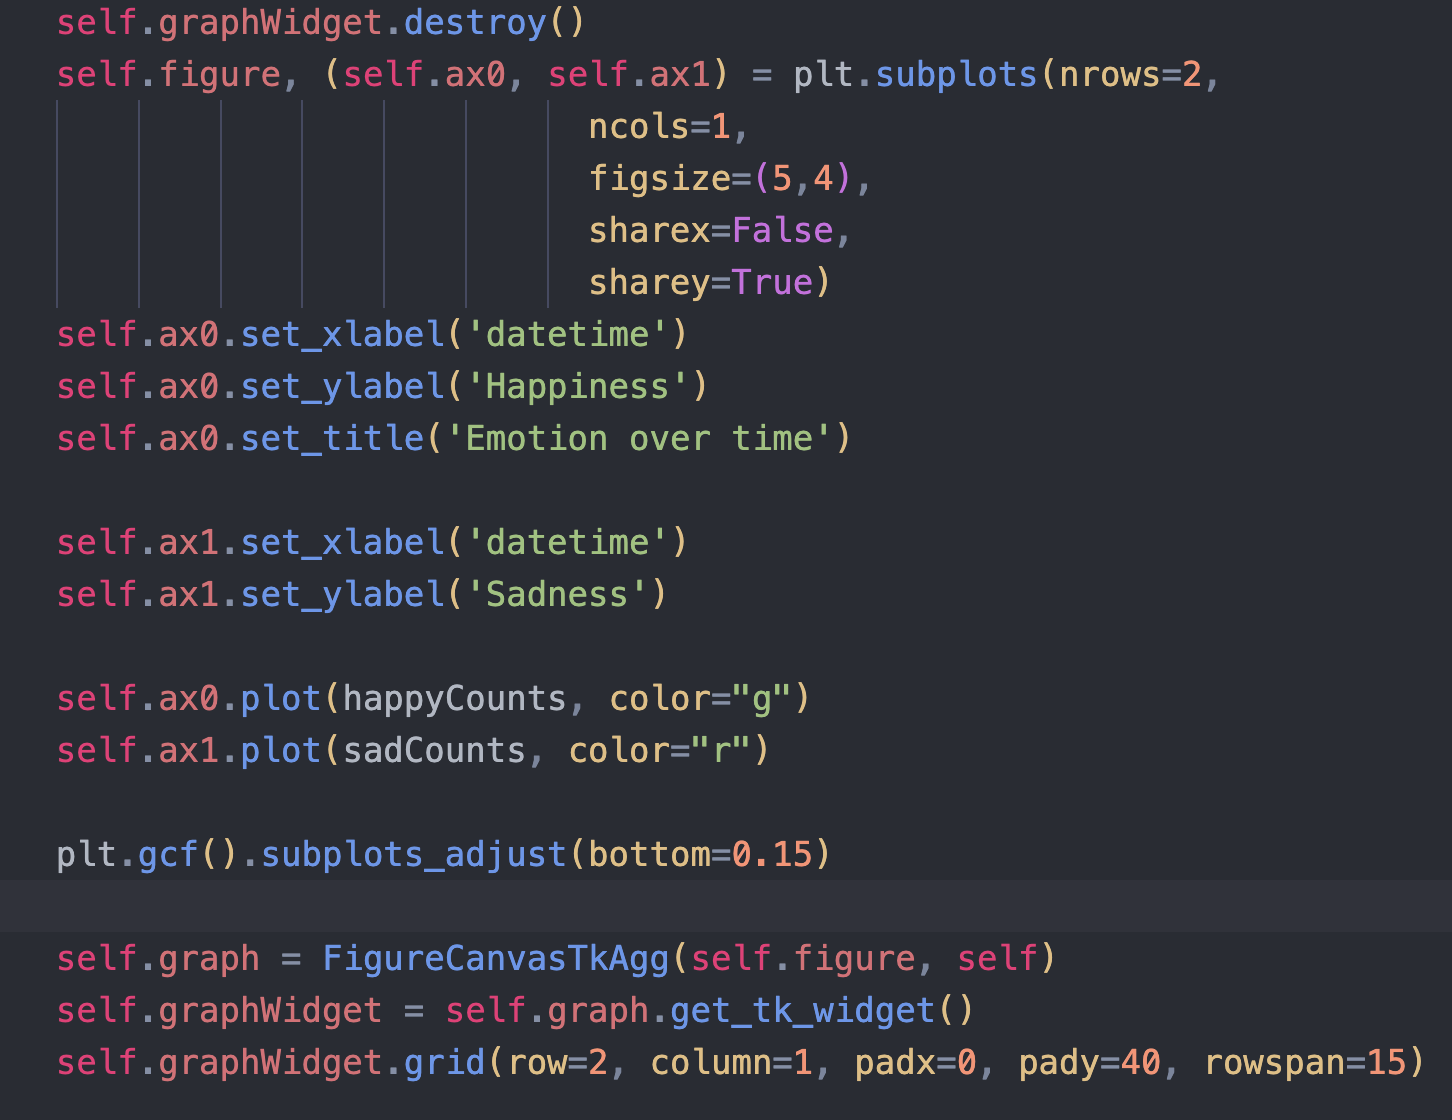 self.graphWidget.destroy()
self.figure, (self.ax0, self.ax1) = plt.subplots(nrows=2,
ncols=1,
figsize=(5,4),
sharex=False,
sharey=True)
self.ax0.set_xlabel('datetime')
self.ax0.set_ylabel('Happiness')
self.ax0.set_title('Emotion over time')
self.ax1.set_xlabel('datetime')
self.ax1.set_ylabel('Sadness')
self.ax0.plot(happyCounts, color="g")
self.ax1.plot(sadCounts, color="r")
plt.gcf().subplots_adjust(bottom=0.15)
self.graph = FigureCanvasTkAgg(self.figure, self)
self.graphWidget = self.graph.get_tk_widget()
self.graphWidget.grid(row=2, column=1, padx=0, pady=40, rowspan=15)